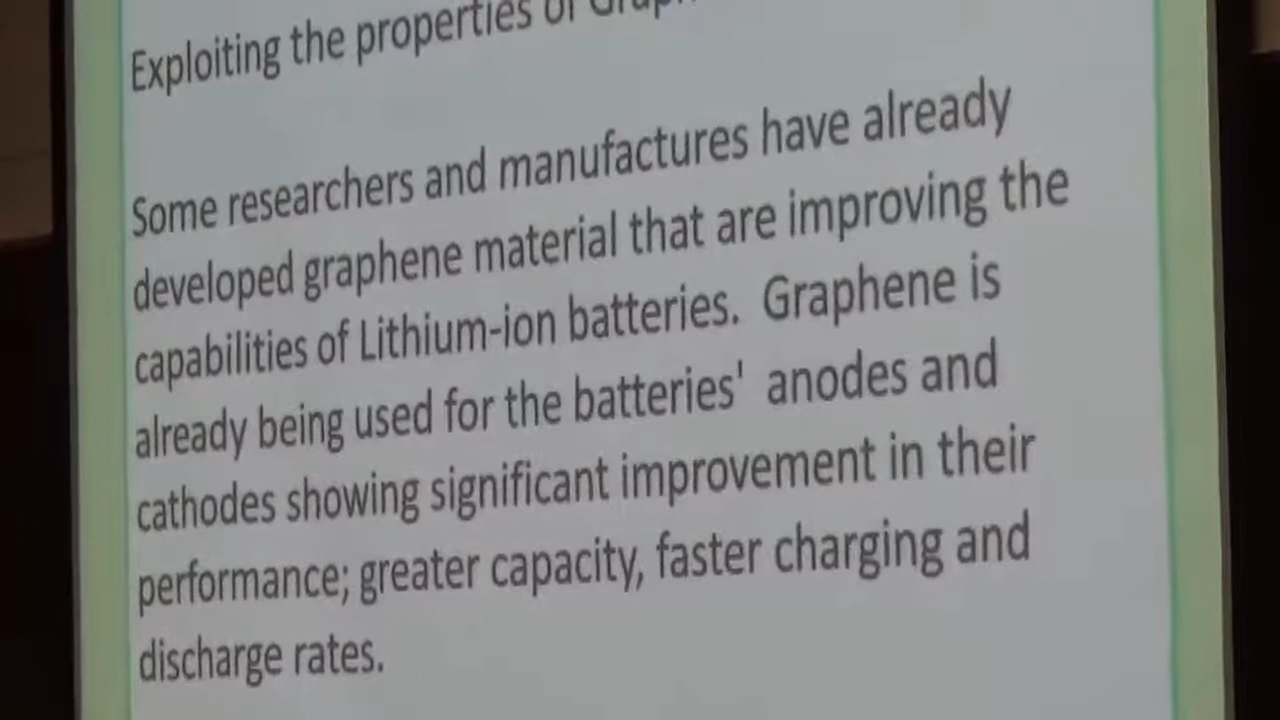 Exploiting the properties of
Some researchers and manufactures have already
developed graphene material that are improving the
capabilities of Lithium-ion batteries.  Graphene is
already being used for the batteries'  anodes and
cathodes showing significant improvement in their
performance; greater capacity, faster charging and
discharge rates.